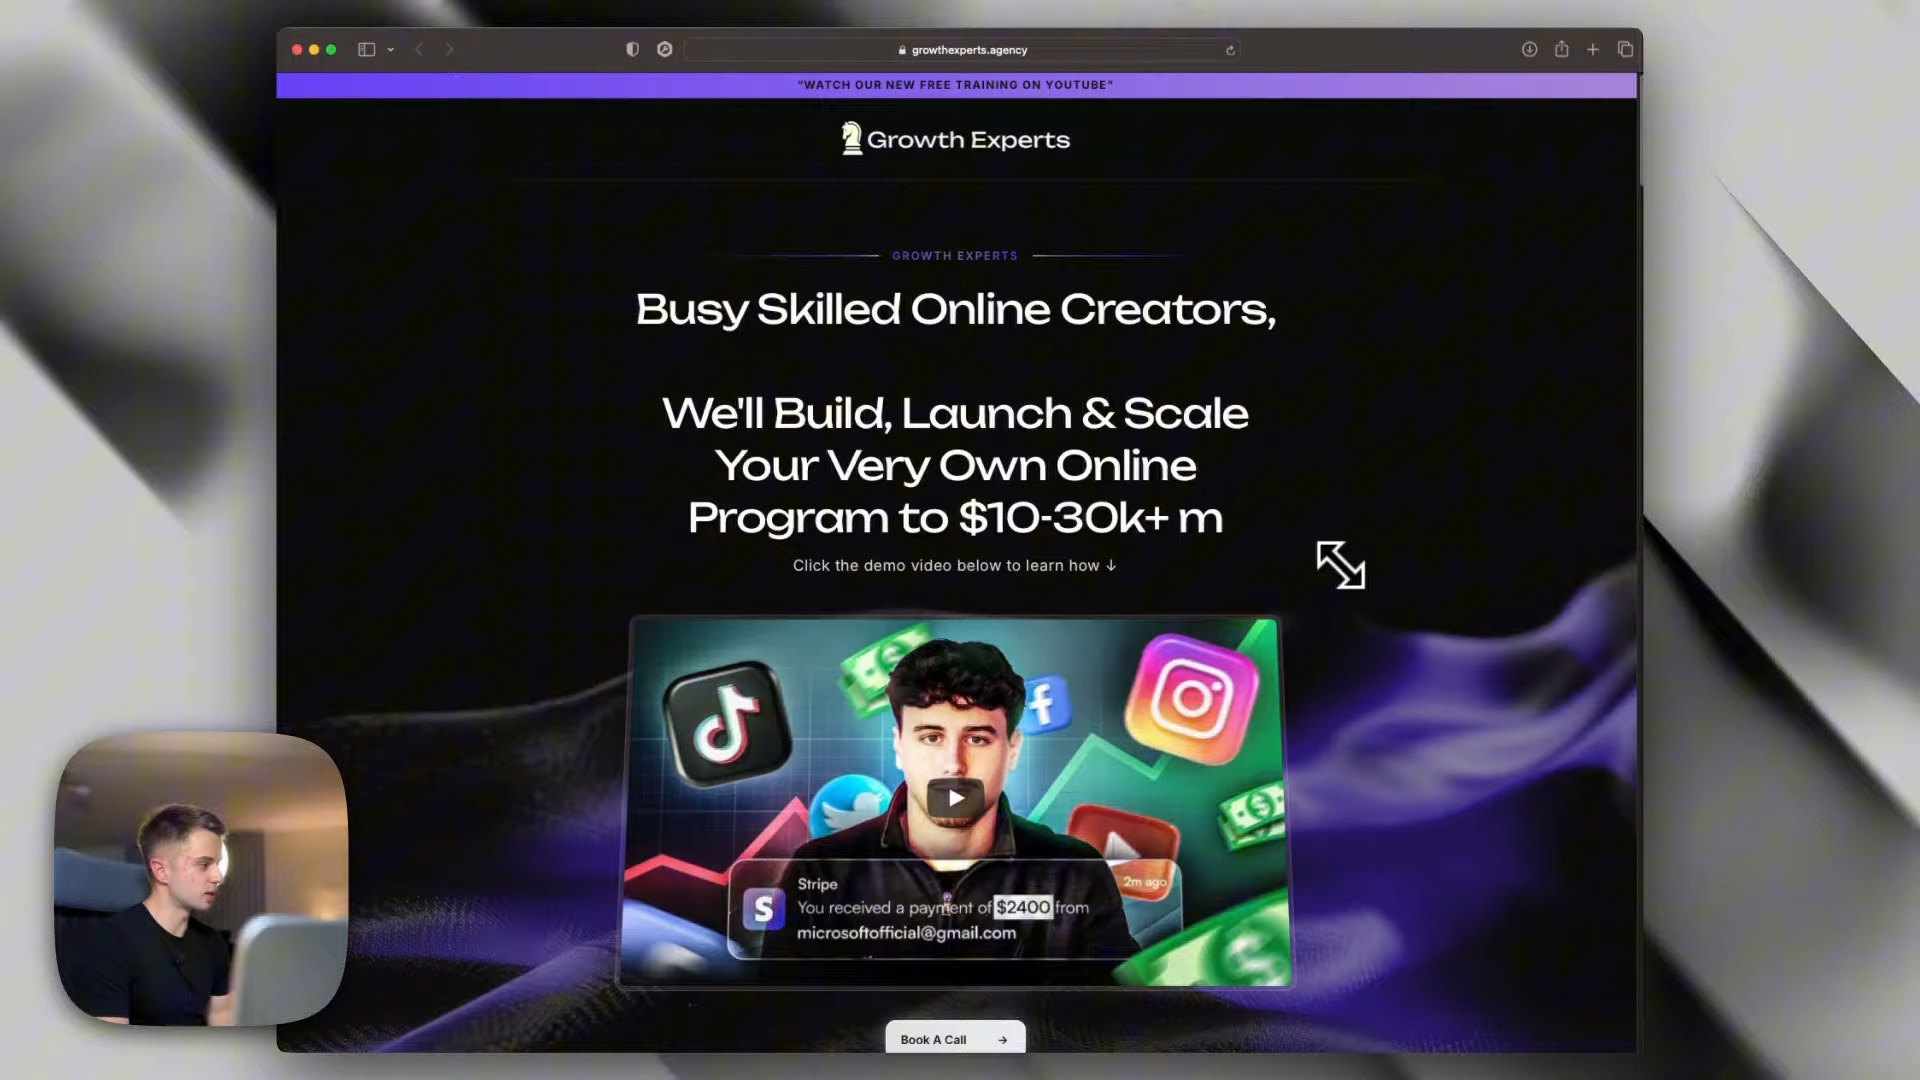 growthexperts.agency
"WATCH OUR NEW FREE TRAINING ON YOUTUBE"
Growth Experts
GROWTH EXPERTS
Busy Skilled Online Creators,
We'll Build, Launch & Scale
Your Very Own Online
Program to $10-30k+ m
Click the demo video below to learn how ↓
Stripe
2m ago
You received a payment of $2400 from
microsoftofficial@gmail.com
Book A Call →